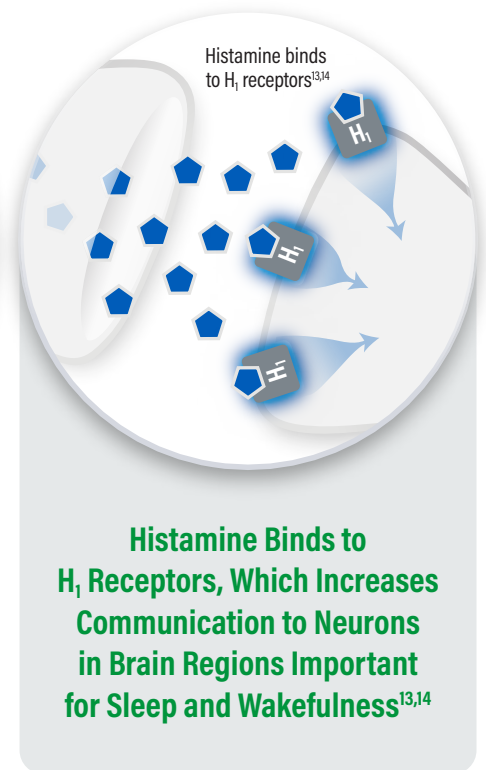 Histamine binds
to H₁ receptors¹³,¹⁴
H₁
H₁
H₁
Histamine Binds to
H₁ Receptors, Which Increases
Communication to Neurons
in Brain Regions Important
for Sleep and Wakefulness¹³,¹⁴